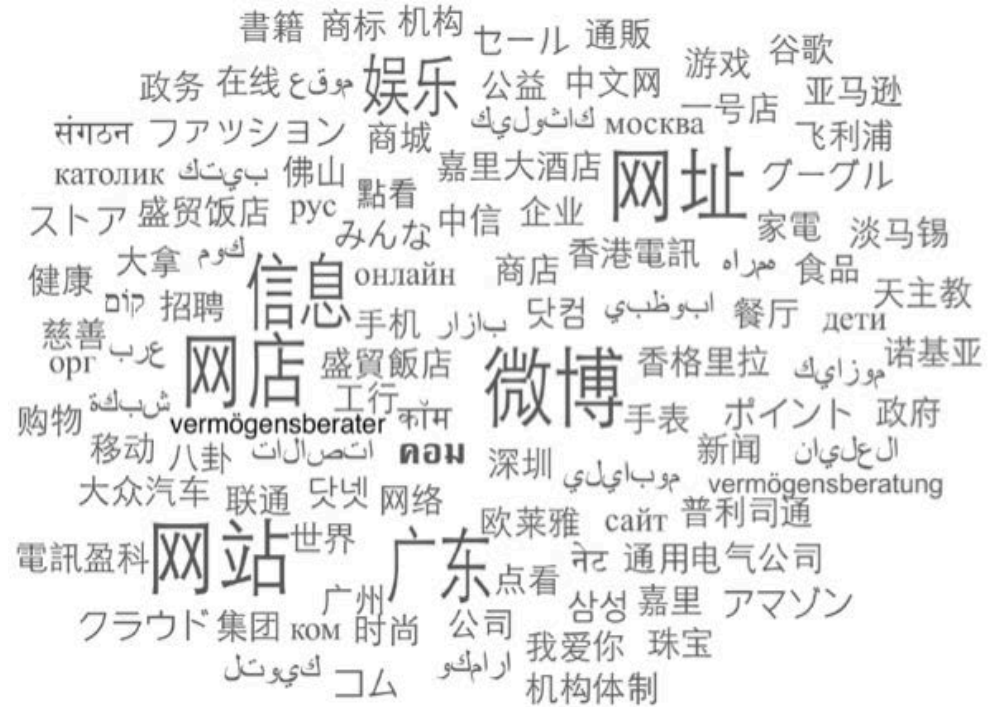 書籍 商标 机构 セール 通販
游戏 谷歌
政务 在线 موقع 娱乐 公益 中文网 一号店 亚马逊
संगठन ファッション 商城 كاثوليك москва 飞利浦
католик بيتك 佛山 點看 嘉里大酒店 网址 グーグル
ストア 盛贸饭店 рус みんな 中信 企业 家電 淡马锡
健康 大拿 كوم 信息 онлайн 商店 香港電訊 همراه 食品
קום 招聘 手机 بازار 닷컴 ابوظبي 餐厅 дети 天主教
慈善 орг عرب 网店 盛貿飯店 微博 香格里拉 موزايك 诺基亚
购物 شبكة vermögensberater 工行 कॉम 手表 ポイント 政府
移动 八卦 اتصالات คอม 深圳 موبايلي 新闻 العليان
大众汽车 联通 닷넷 网络 vermögensberatung
電訊盈科 网站 世界 广东 欧莱雅 сайт 普利司通
点看 नेट 通用电气公司
广州 삼성 嘉里 アマゾン
クラウド 集团 ком 时尚 公司 我爱你 珠宝
كيوتل コム ارامكو 机构体制